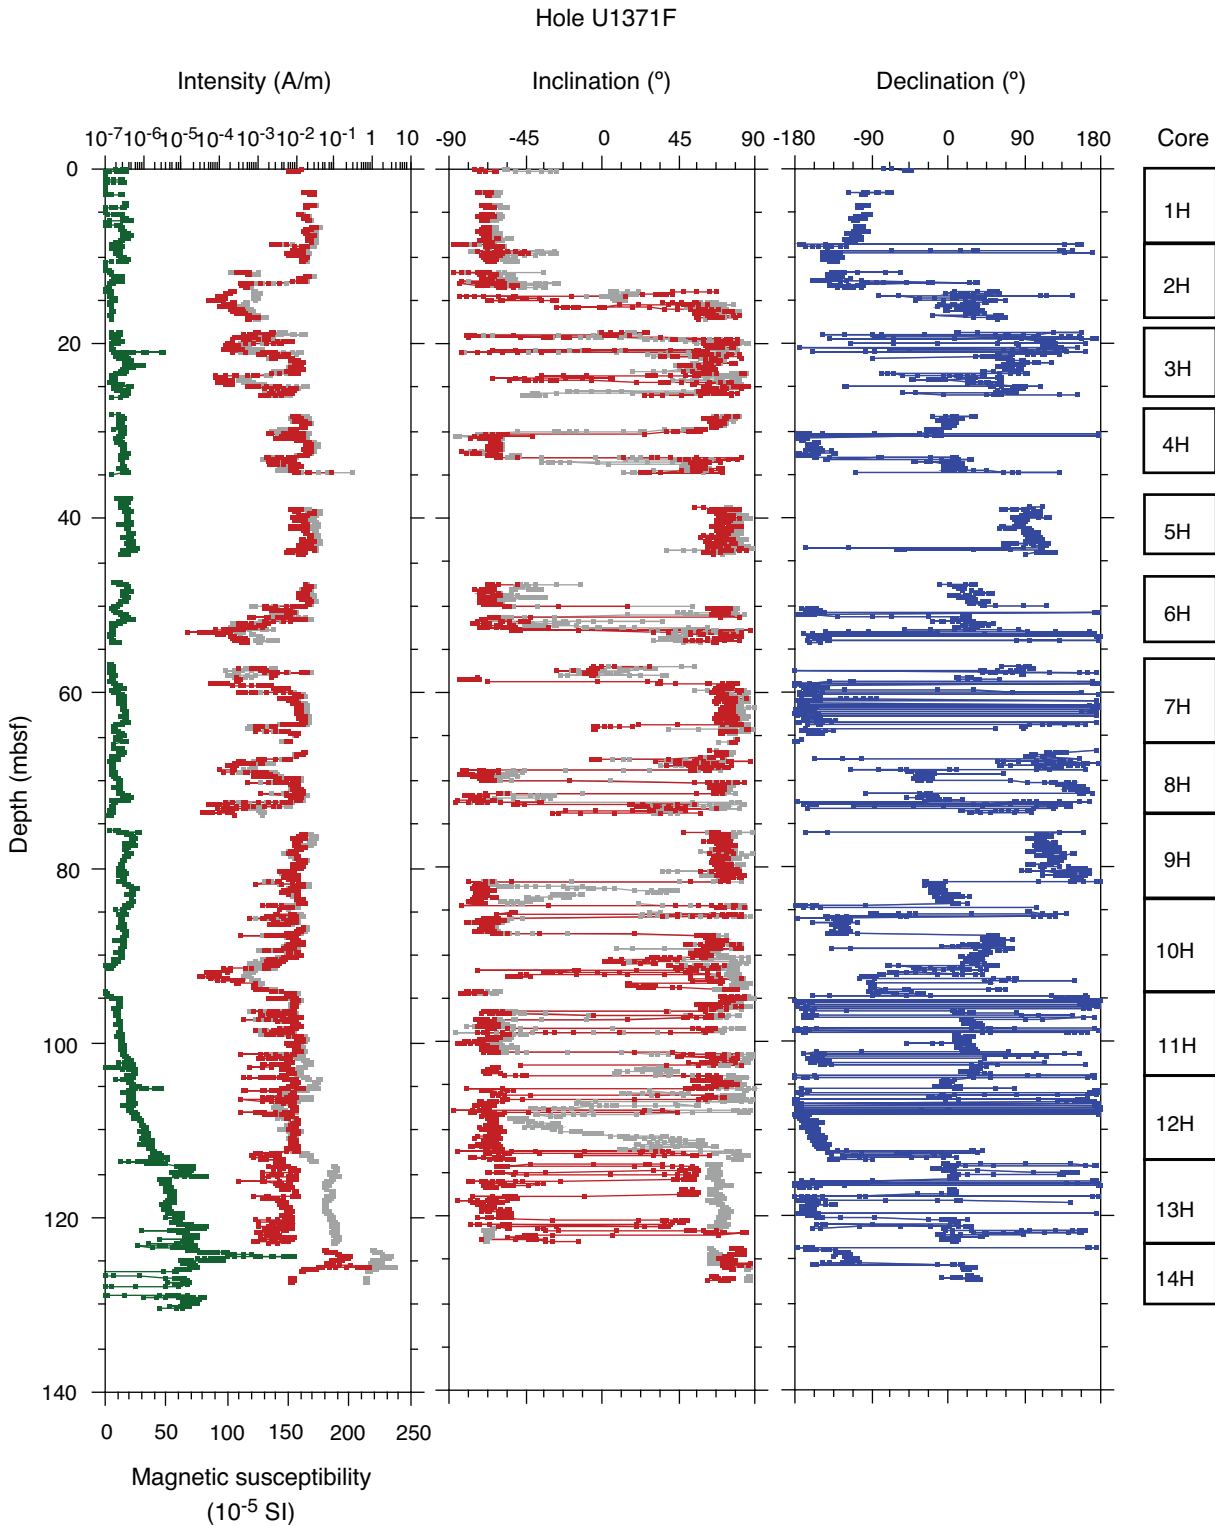 Hole U1371F
Intensity (A/m) Inclination (º) Declination (º)
10-7 10-6 10-5 10-4 10-3 10-2 10-1 1 10 -90 -45 0 45 90 -180 -90 0 90 180 Core
0
1H
2H
20
3H
4H
40
5H
6H
60
7H
8H
80
9H
10H
100
11H
12H
120
13H
14H
140
Depth (mbsf)
0 50 100 150 200 250
Magnetic susceptibility
(10-5 SI)